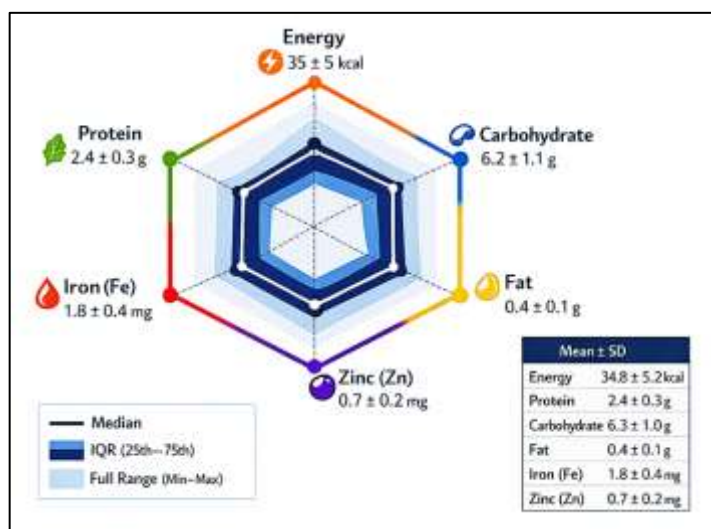 Energy
35 ± 5 kcal
Protein
2.4 ± 0.3 g
Carbohydrate
6.2 ± 1.1 g
Iron (Fe)
1.8 ± 0.4 mg
Fat
0.4 ± 0.1 g
Zinc (Zn)
0.7 ± 0.2 mg
Median
IQR (25th–75th)
Full Range (Min–Max)
Mean ± SD
Energy 34.8 ± 5.2 kcal
Protein 2.4 ± 0.3 g
Carbohydrate 6.3 ± 1.0 g
Fat 0.4 ± 0.1 g
Iron (Fe) 1.8 ± 0.4 mg
Zinc (Zn) 0.7 ± 0.2 mg